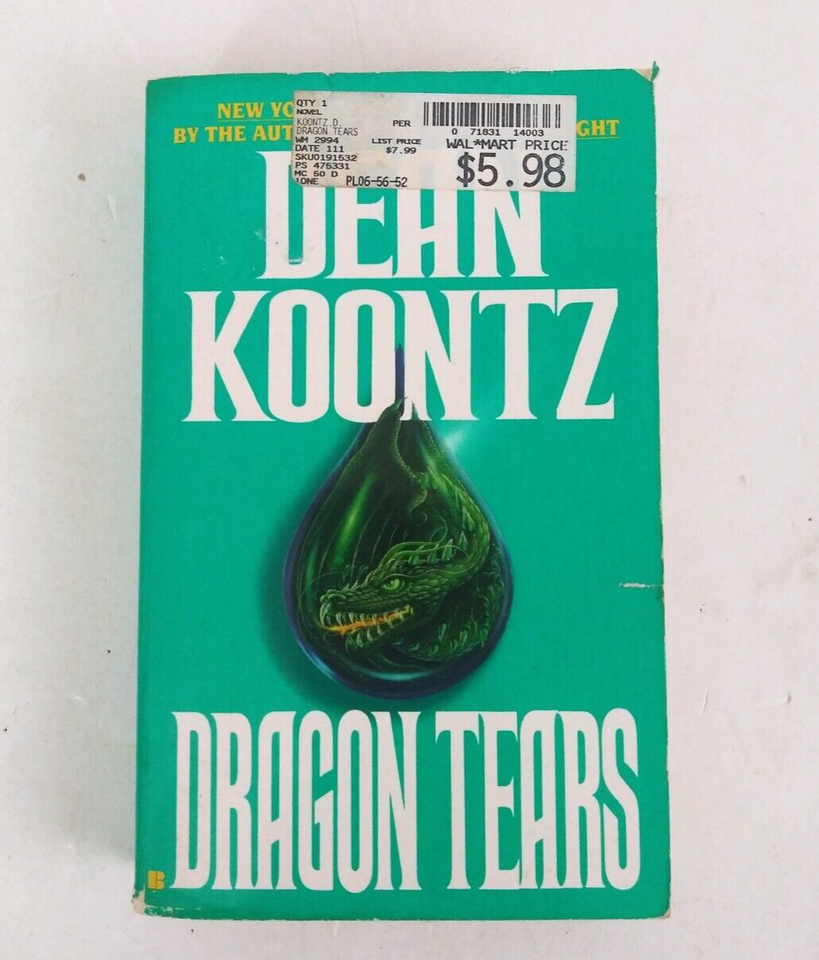 NEW YO
BY THE AUT
GHT
QTY 1
NOVEL
KOONTZ.D.
DRAGON TEARS
WM 2994
DATE 111
SKU0191532
PS 475331
MC 50 D
PER
LIST PRICE
$7.99
PL06-56-52
0 71831 14003
WAL*MART PRICE
$5.98
DEAN
KOONTZ
DRAGON TEARS
B